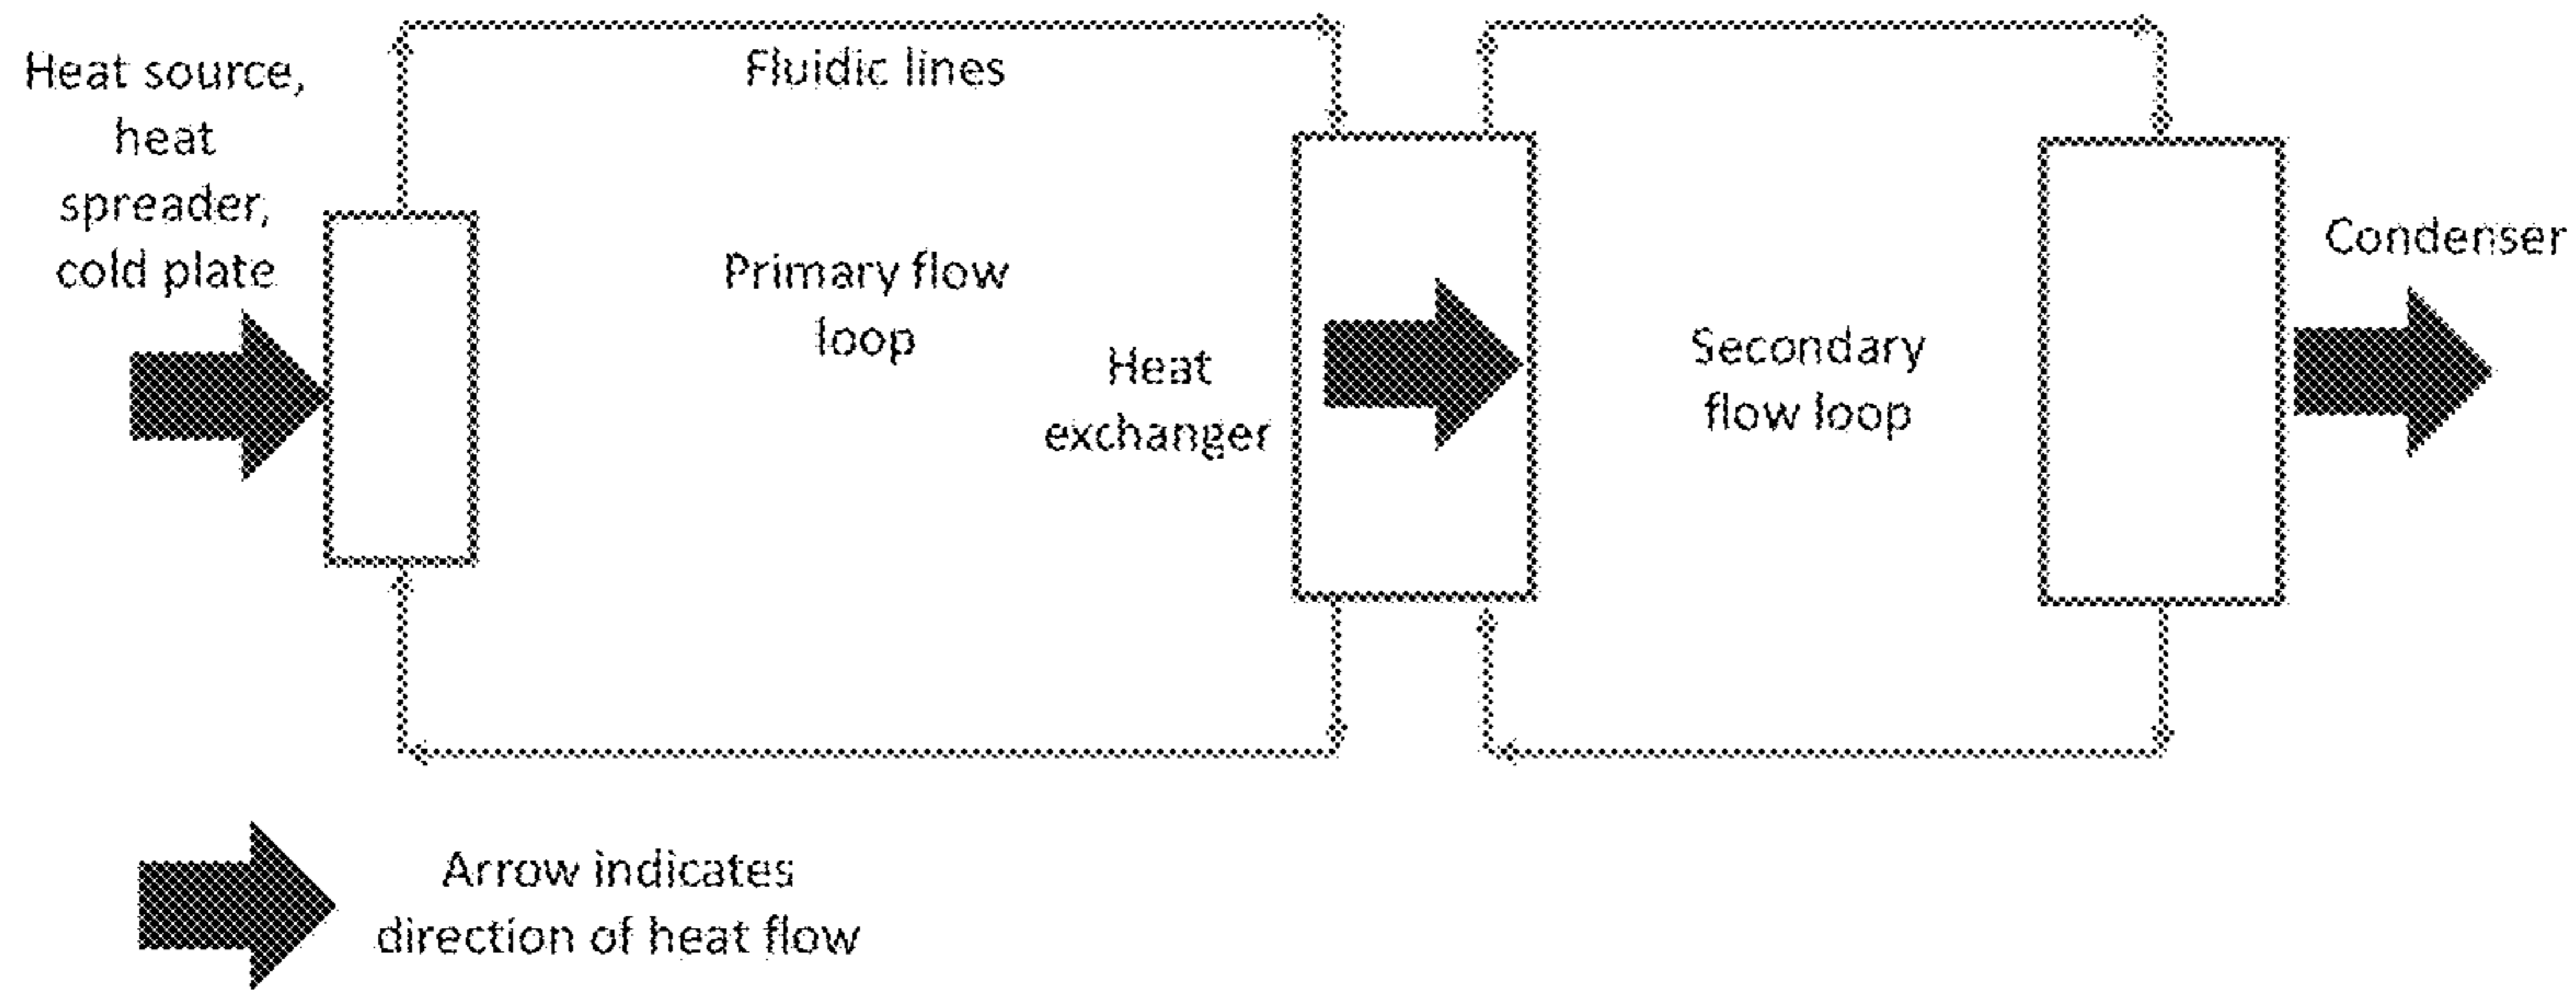 Heat source,
heat
spreader,
cold plate
Fluidic lines
Primary flow
loop
Heat
exchanger
Secondary
flow loop
Condenser
Arrow indicates
direction of heat flow